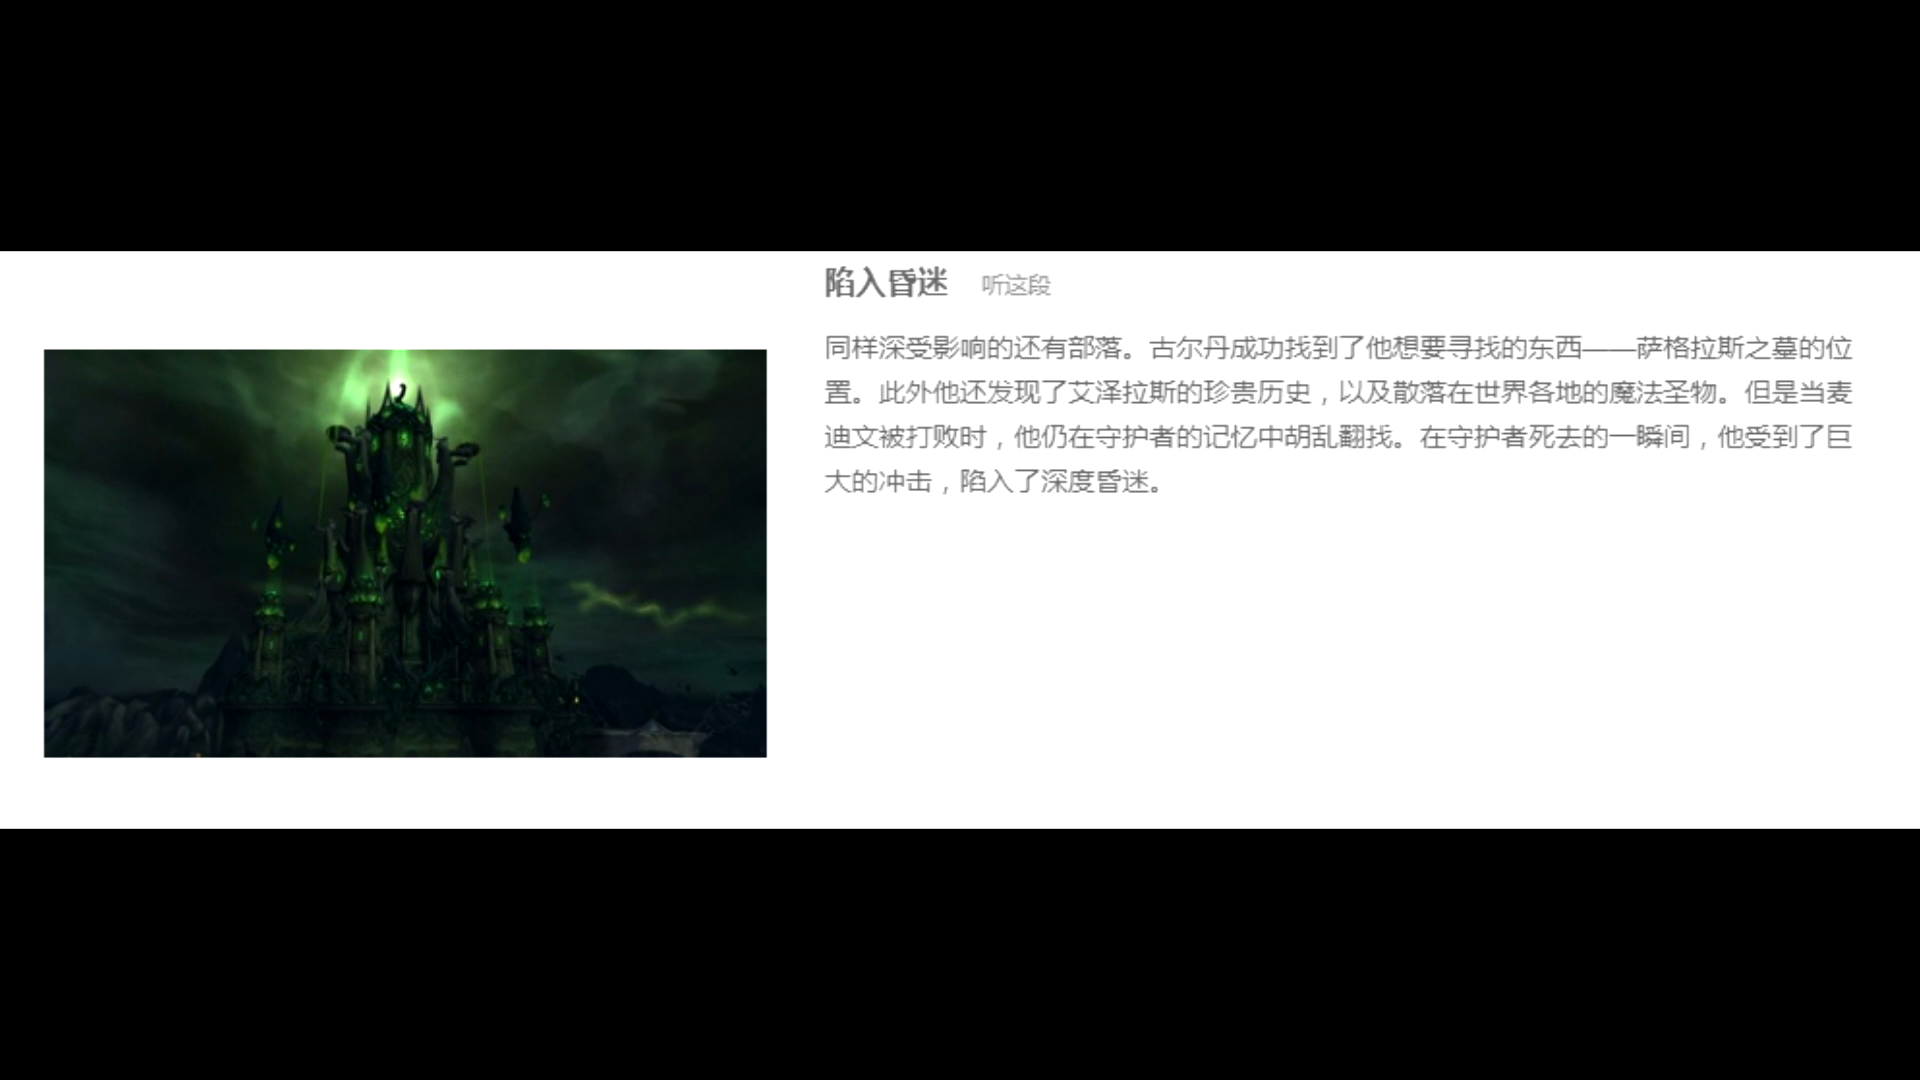 陷入昏迷 听这段
同样深受影响的还有部落。古尔丹成功找到了他想要寻找的东西——萨格拉斯之墓的位
置。此外他还发现了艾泽拉斯的珍贵历史，以及散落在世界各地的魔法圣物。但是当麦
迪文被打败时，他仍在守护者的记忆中胡乱翻找。在守护者死去的一瞬间，他受到了巨
大的冲击，陷入了深度昏迷。